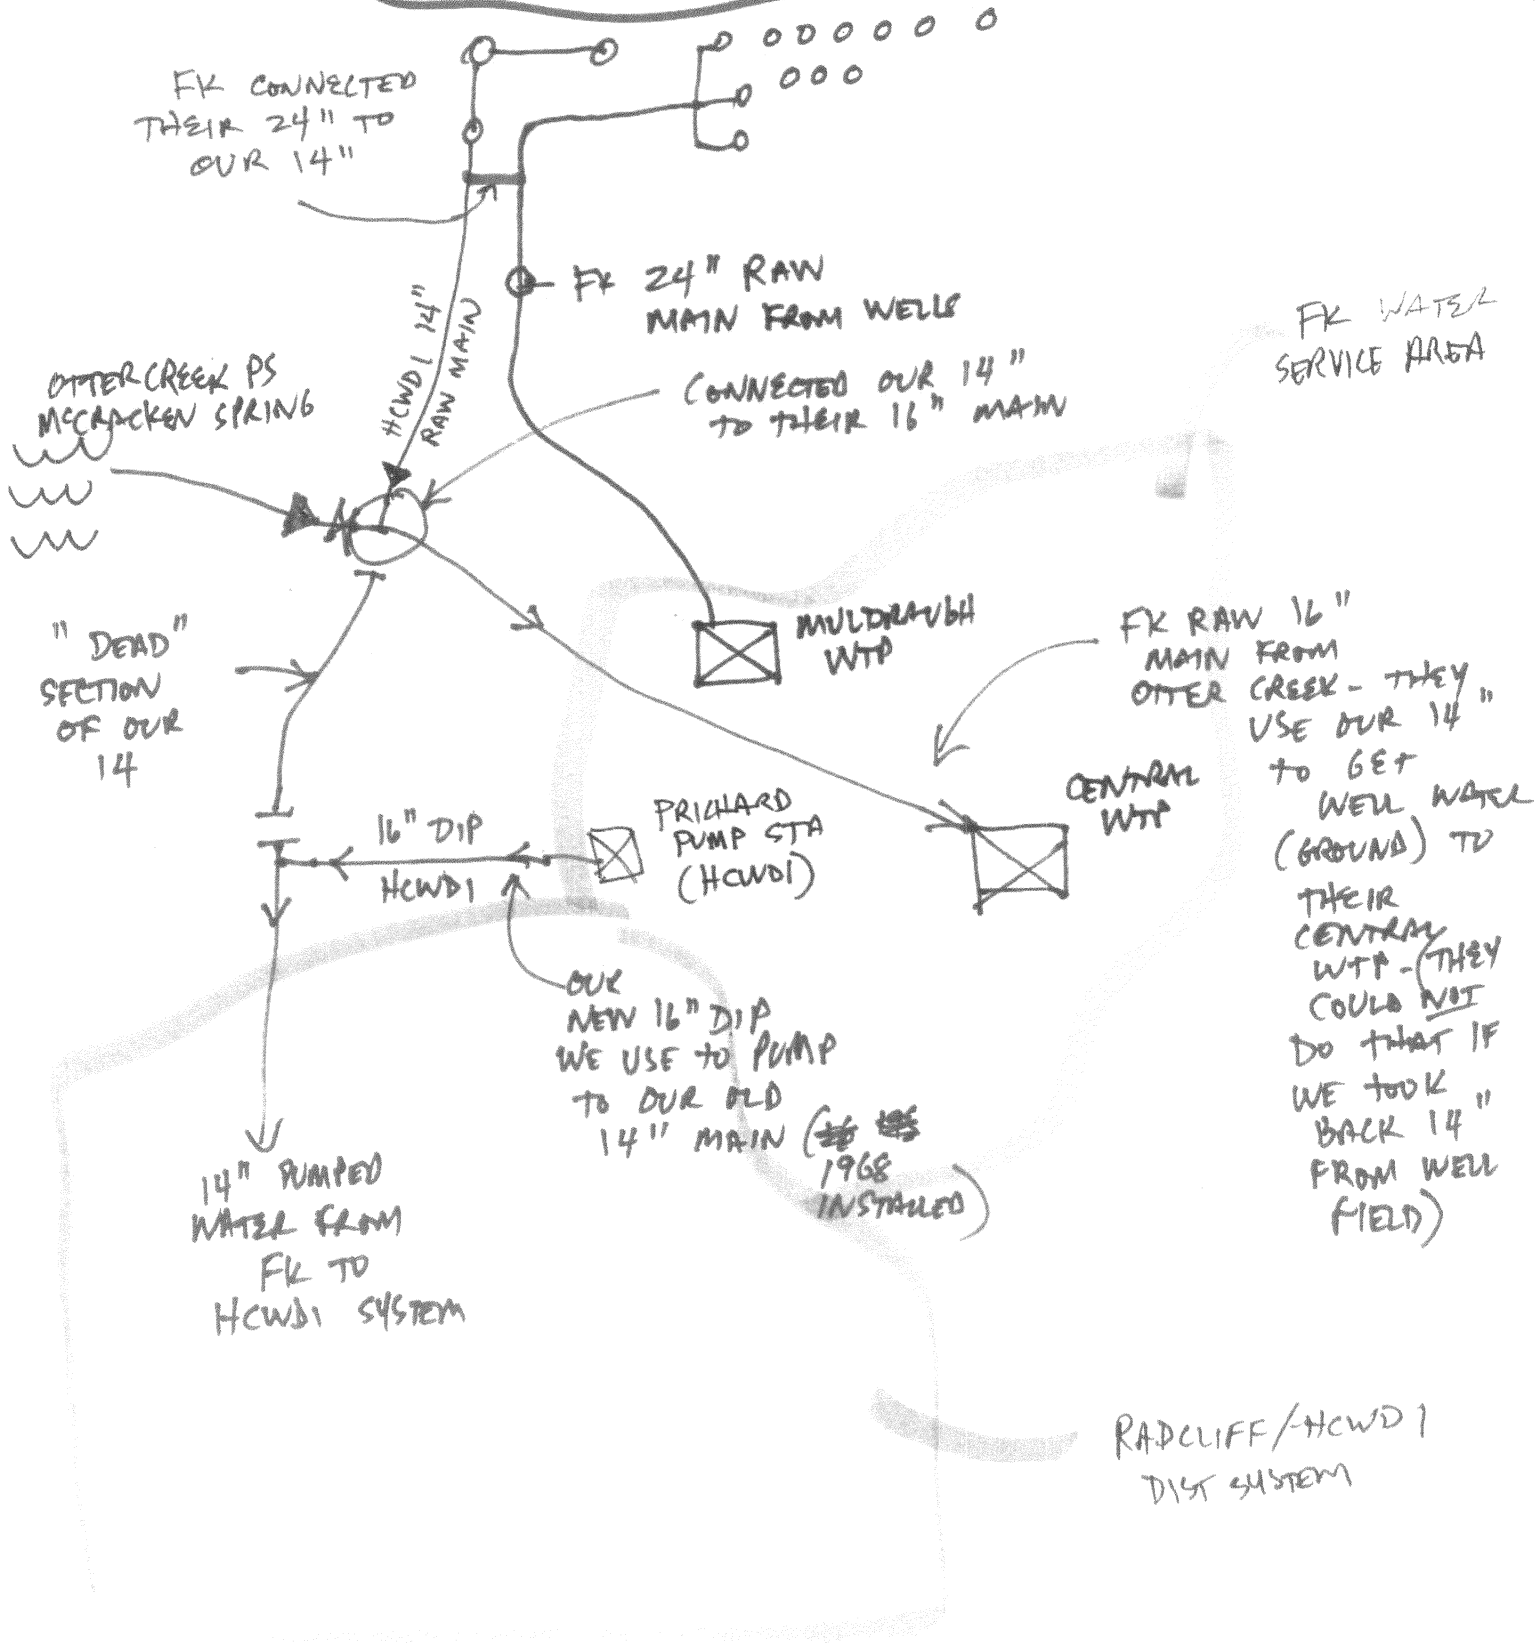 FK CONNECTED
THEIR 24" TO
OUR 14"
FK 24" RAW
MAIN FROM WELLS
HCWD1 14"
RAW MAIN
FK WATER
SERVICE AREA
OTTER CREEK PS
MCCRACKEN SPRING
CONNECTED OUR 14"
TO THEIR 16" MAIN
"DEAD"
SECTION
OF OUR
14
MULDRAUGH
WTP
FK RAW 16"
MAIN FROM
OTTER CREEK - THEY
USE OUR 14"
TO GET
WELL WATER
(GROUND) TO
THEIR
CENTRAL
WTP - (THEY
COULD NOT
DO THAT IF
WE TOOK
BACK 14"
FROM WELL
FIELD)
CENTRAL
WTP
16" DIP
HCWD1
PRICHARD
PUMP STA
(HCWD1)
OUR
NEW 16" DIP
WE USE TO PUMP
TO OUR OLD
14" MAIN (
1968
INSTALLED)
14" PUMPED
WATER FROM
FK TO
HCWD1 SYSTEM
RADCLIFF/HCWD1
DIST SYSTEM